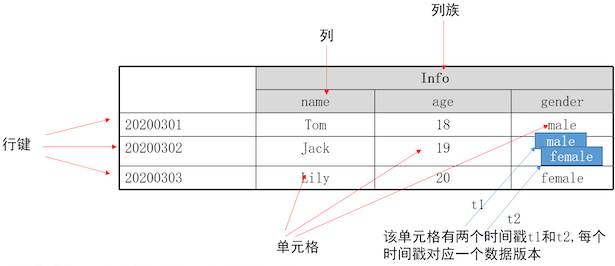 列族
列
Info
name age gender
20200301 Tom 18 male
行键 20200302 Jack 19 male
female
20200303 Lily 20 female
t1
t2
单元格
该单元格有两个时间戳t1和t2,每个
时间戳对应一个数据版本